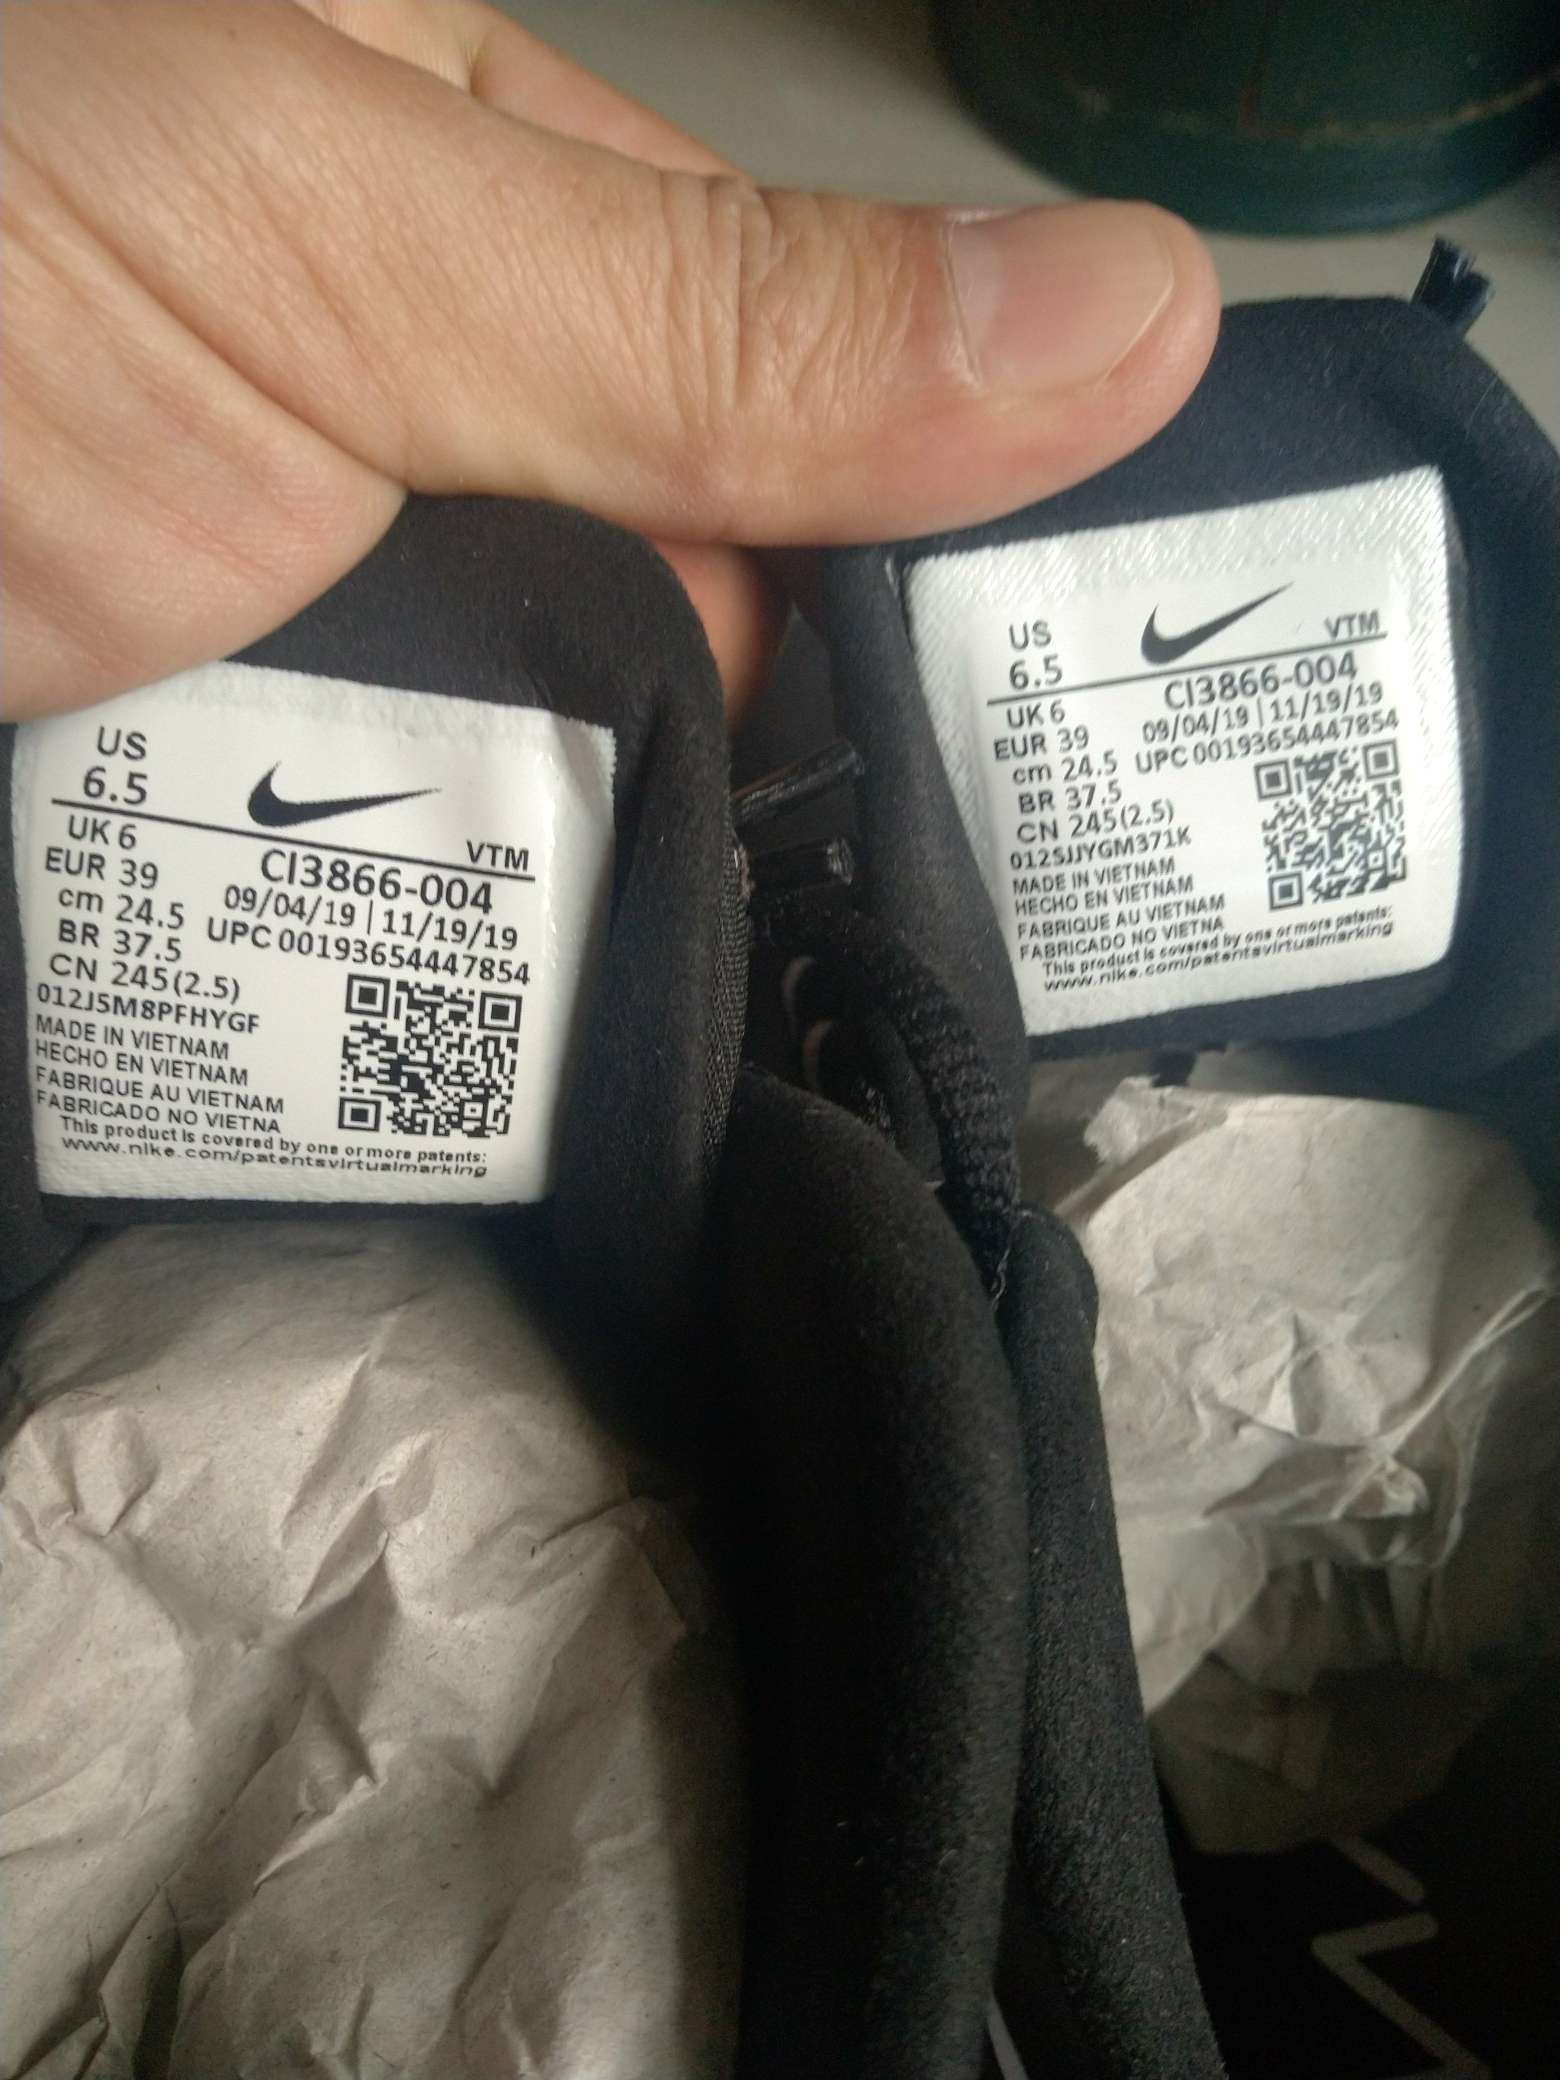 US
6.5
VTM
UK 6
CI3866-004
EUR 39
09/04/19 | 11/19/19
cm 24.5
UPC 00193654447854
BR 37.5
CN 245(2.5)
012J5M8PFHYGF
MADE IN VIETNAM
HECHO EN VIETNAM
FABRIQUE AU VIETNAM
FABRICADO NO VIETNA
This product is covered by one or more patents:
www.nike.com/patentsvirtualmarking
US
6.5
VTM
UK 6
CI3866-004
EUR 39
09/04/19 | 11/19/19
cm 24.5
UPC 00193654447854
BR 37.5
CN 245(2.5)
012SJJYGM371K
MADE IN VIETNAM
HECHO EN VIETNAM
FABRIQUE AU VIETNAM
FABRICADO NO VIETNA
This product is covered by one or more patents:
www.nike.com/patentsvirtualmarking